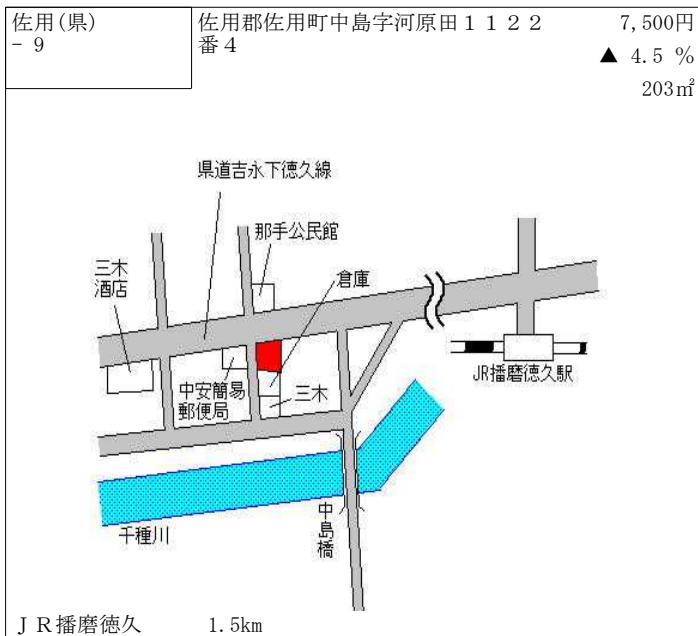 佐用(県)
- 9
佐用郡佐用町中島字河原田１１２２
番４
7,500円
▲ 4.5 %
203㎡
県道吉永下徳久線
那手公民館
三木
酒店
倉庫
中安簡易
郵便局
三木
JR播磨徳久駅
千種川
中島橋
ＪＲ播磨徳久 1.5km